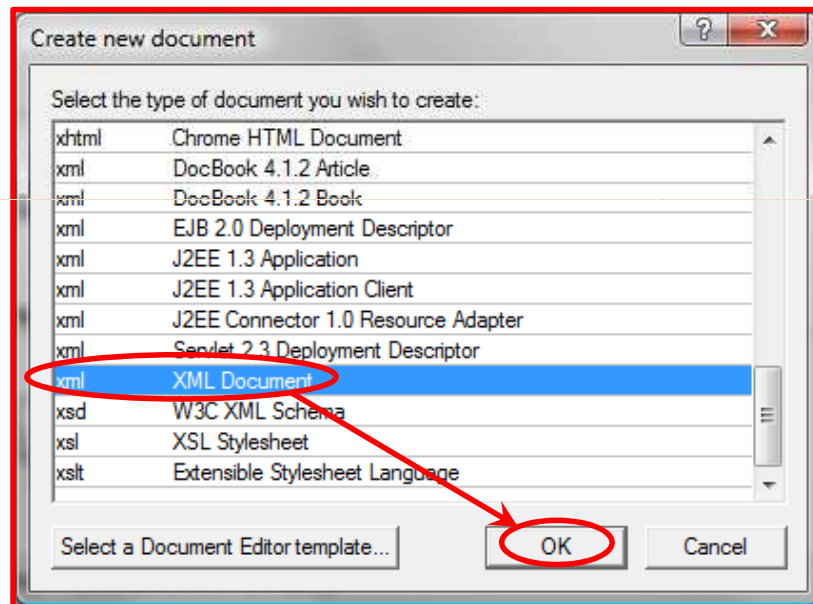 Create new document
Select the type of document you wish to create:
xhtml Chrome HTML Document
xml DocBook 4.1.2 Article
xml DocBook 4.1.2 Book
xml EJB 2.0 Deployment Descriptor
xml J2EE 1.3 Application
xml J2EE 1.3 Application Client
xml J2EE Connector 1.0 Resource Adapter
xml Servlet 2.3 Deployment Descriptor
xml XML Document
xsd W3C XML Schema
xsl XSL Stylesheet
xslt Extensible Stylesheet Language
Select a Document Editor template... OK Cancel